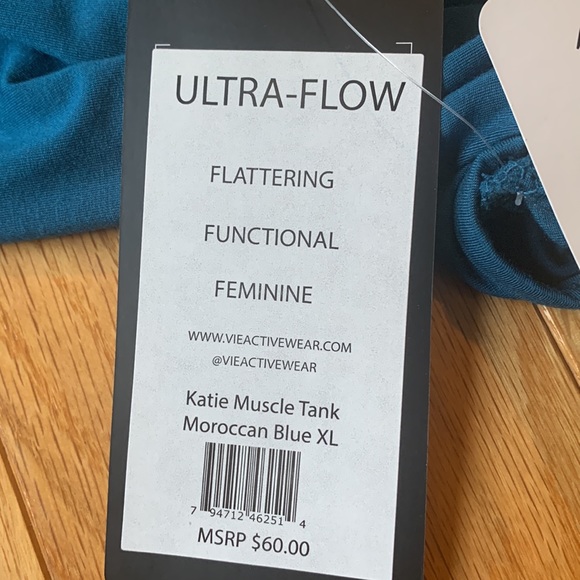 ULTRA-FLOW
FLATTERING
FUNCTIONAL
FEMININE
WWW.VIEACTIVEWEAR.COM
@VIEACTIVEWEAR
Katie Muscle Tank
Moroccan Blue XL
7 94712 46251 4
MSRP $60.00